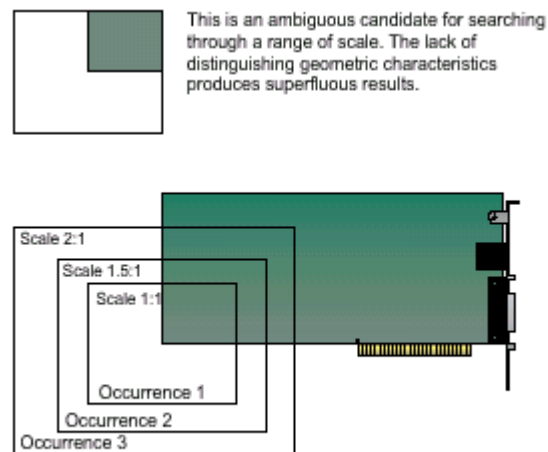 This is an ambiguous candidate for searching
through a range of scale. The lack of
distinguishing geometric characteristics
produces superfluous results.
Scale 2:1
Scale 1.5:1
Scale 1:1
Occurrence 1
Occurrence 2
Occurrence 3